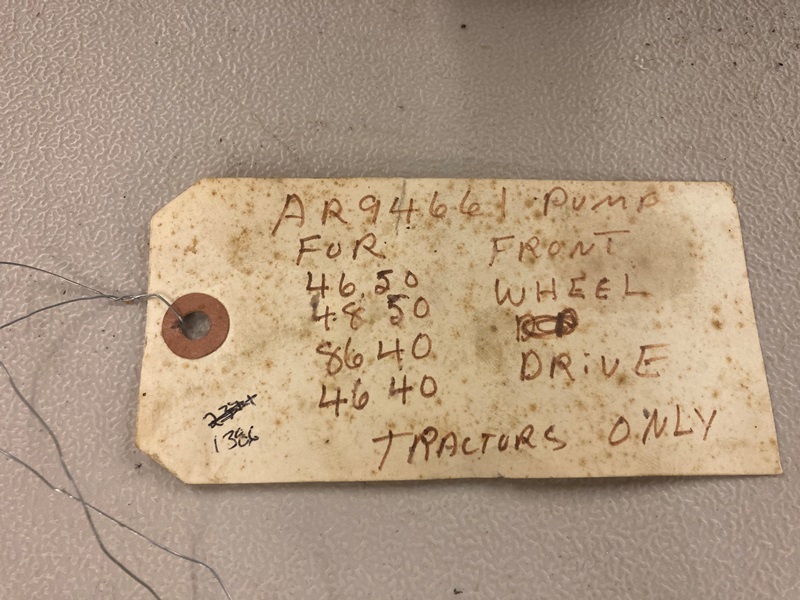 AR94661 PUMP
FOR FRONT
4650 WHEEL
4850
8640 DRIVE
4640
TRACTORS ONLY
1386